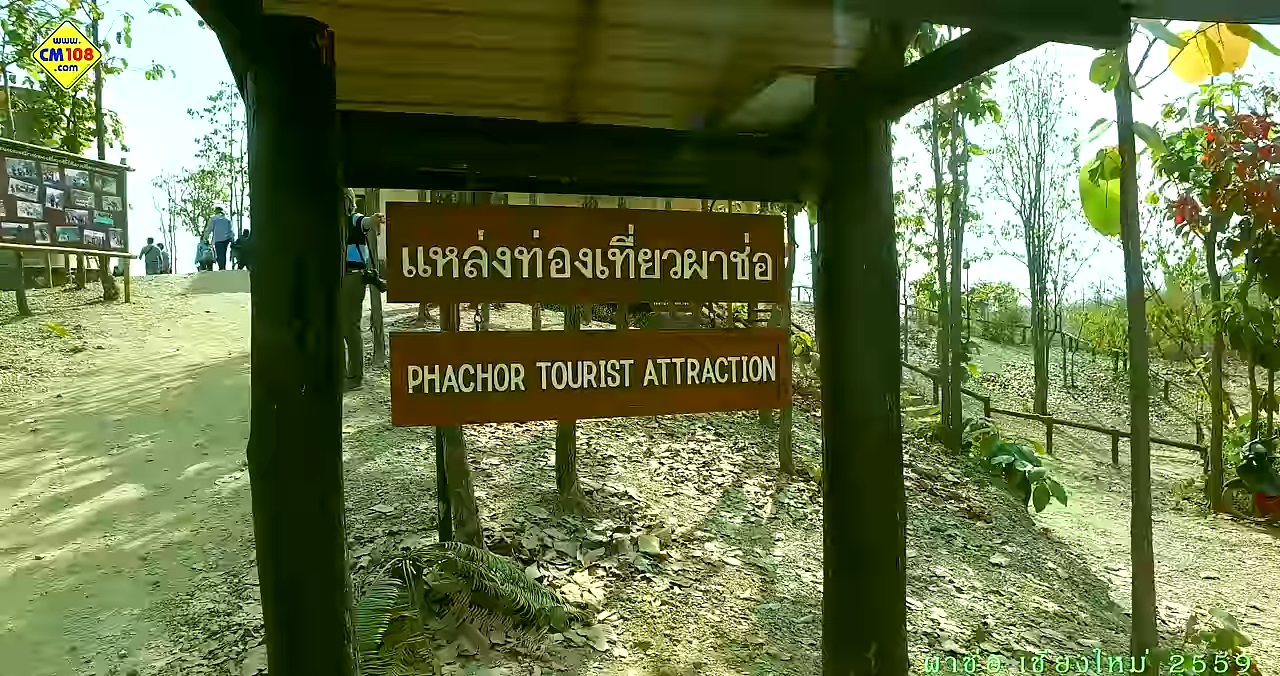 www.
CM108
.com
แหล่งท่องเที่ยวผาช่อ
PHACHOR TOURIST ATTRACTION
ผาช่อ เชียงใหม่ 2559